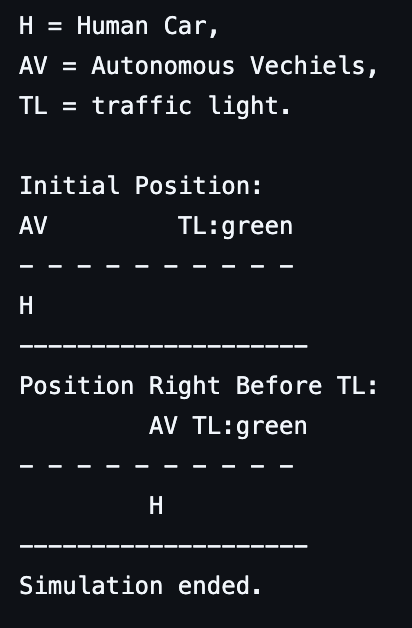 H = Human Car,
AV = Autonomous Vechiels,
TL = traffic light.
Initial Position:
AV         TL:green
– – – – – – – – – –
H
––––––––––––––––––––
Position Right Before TL:
         AV TL:green
– – – – – – – – – –
         H
––––––––––––––––––––
Simulation ended.